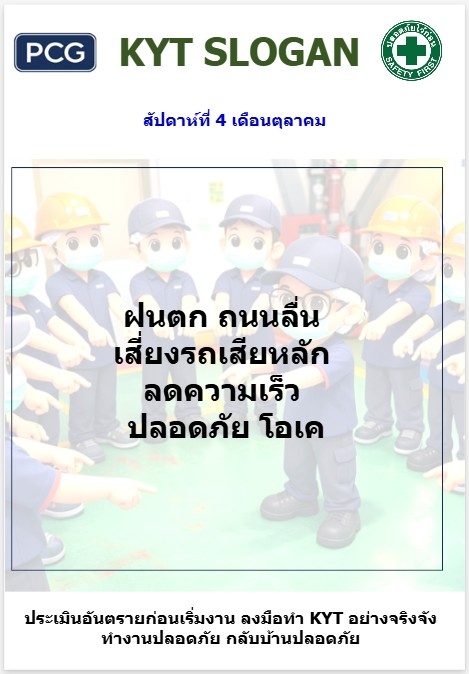 PCG
KYT SLOGAN
ปลอดภัยไว้ก่อน
SAFETY FIRST
สัปดาห์ที่ 4 เดือนตุลาคม
ฝนตก ถนนลื่น
เสี่ยงรถเสียหลัก
ลดความเร็ว
ปลอดภัย โอเค
ประเมินอันตรายก่อนเริ่มงาน ลงมือทำ KYT อย่างจริงจัง
ทำงานปลอดภัย กลับบ้านปลอดภัย